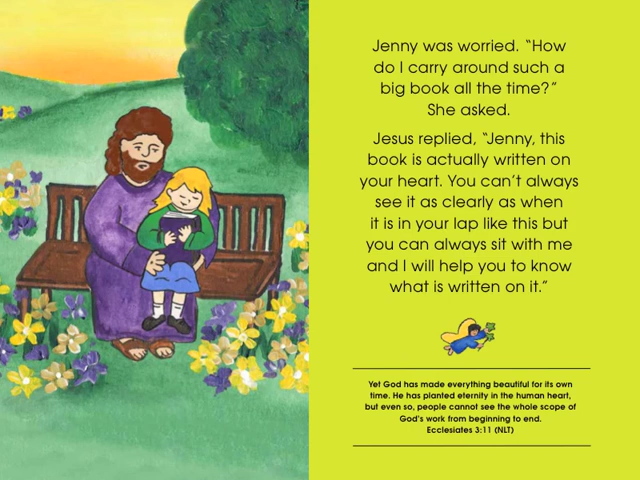 Jenny was worried. “How
do I carry around such a
big book all the time?”
She asked.
Jesus replied, “Jenny, this
book is actually written on
your heart. You can’t always
see it as clearly as when
it is in your lap like this but
you can always sit with me
and I will help you to know
what is written on it.”
Yet God has made everything beautiful for its own
time. He has planted eternity in the human heart,
but even so, people cannot see the whole scope of
God’s work from beginning to end.
Ecclesiates 3:11 (NLT)